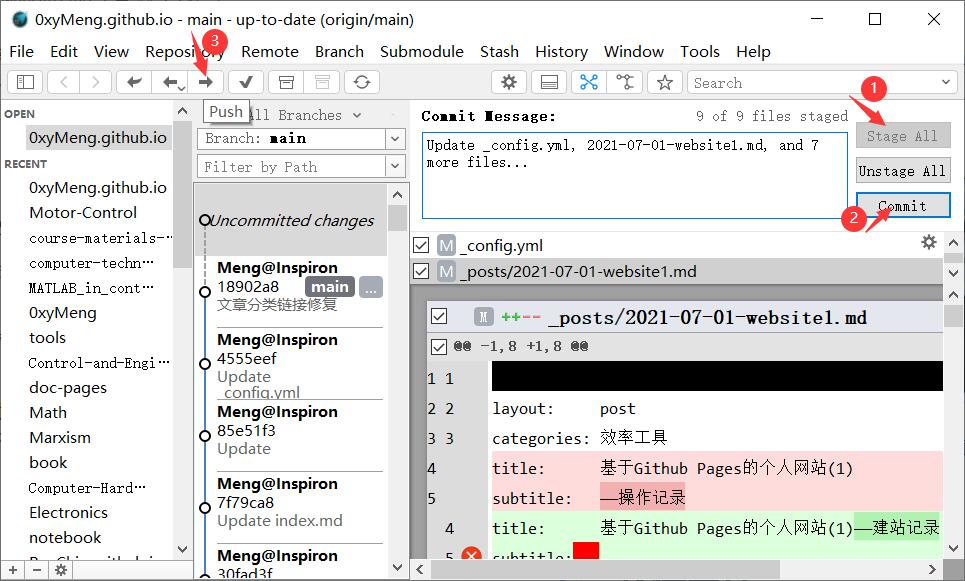 0xyMeng.github.io - main - up-to-date (origin/main)
File Edit View Repository Remote Branch Submodule Stash History Window Tools Help
3
Search
Push
All Branches
OPEN
0xyMeng.github.io
RECENT
0xyMeng.github.io
Motor-Control
course-materials-…
computer-techn…
MATLAB_in_cont…
0xyMeng
tools
Control-and-Engi…
doc-pages
Math
Marxism
book
Computer-Hard…
Electronics
notebook
Branch: main
Filter by Path
Uncommitted changes
Meng@Inspiron
18902a8 main ...
文章分类链接修复
Meng@Inspiron
4555eef
Update
_config.yml
Meng@Inspiron
85e51f3
Update
Meng@Inspiron
7f79ca8
Update index.md
Meng@Inspiron
30fad3f
Commit Message: 9 of 9 files staged
Update _config.yml, 2021-07-01-website1.md, and 7
more files...
1
Stage All
Unstage All
2
Commit
M _config.yml
M _posts/2021-07-01-website1.md
M ++-- _posts/2021-07-01-website1.md
@@ -1,8 +1,8 @@
1 1
2 2 layout: post
3 3 categories: 效率工具
4 title: 基于Github Pages的个人网站(1)
5 subtitle: ——操作记录
4 title: 基于Github Pages的个人网站(1)——建站记录
5 subtitle: